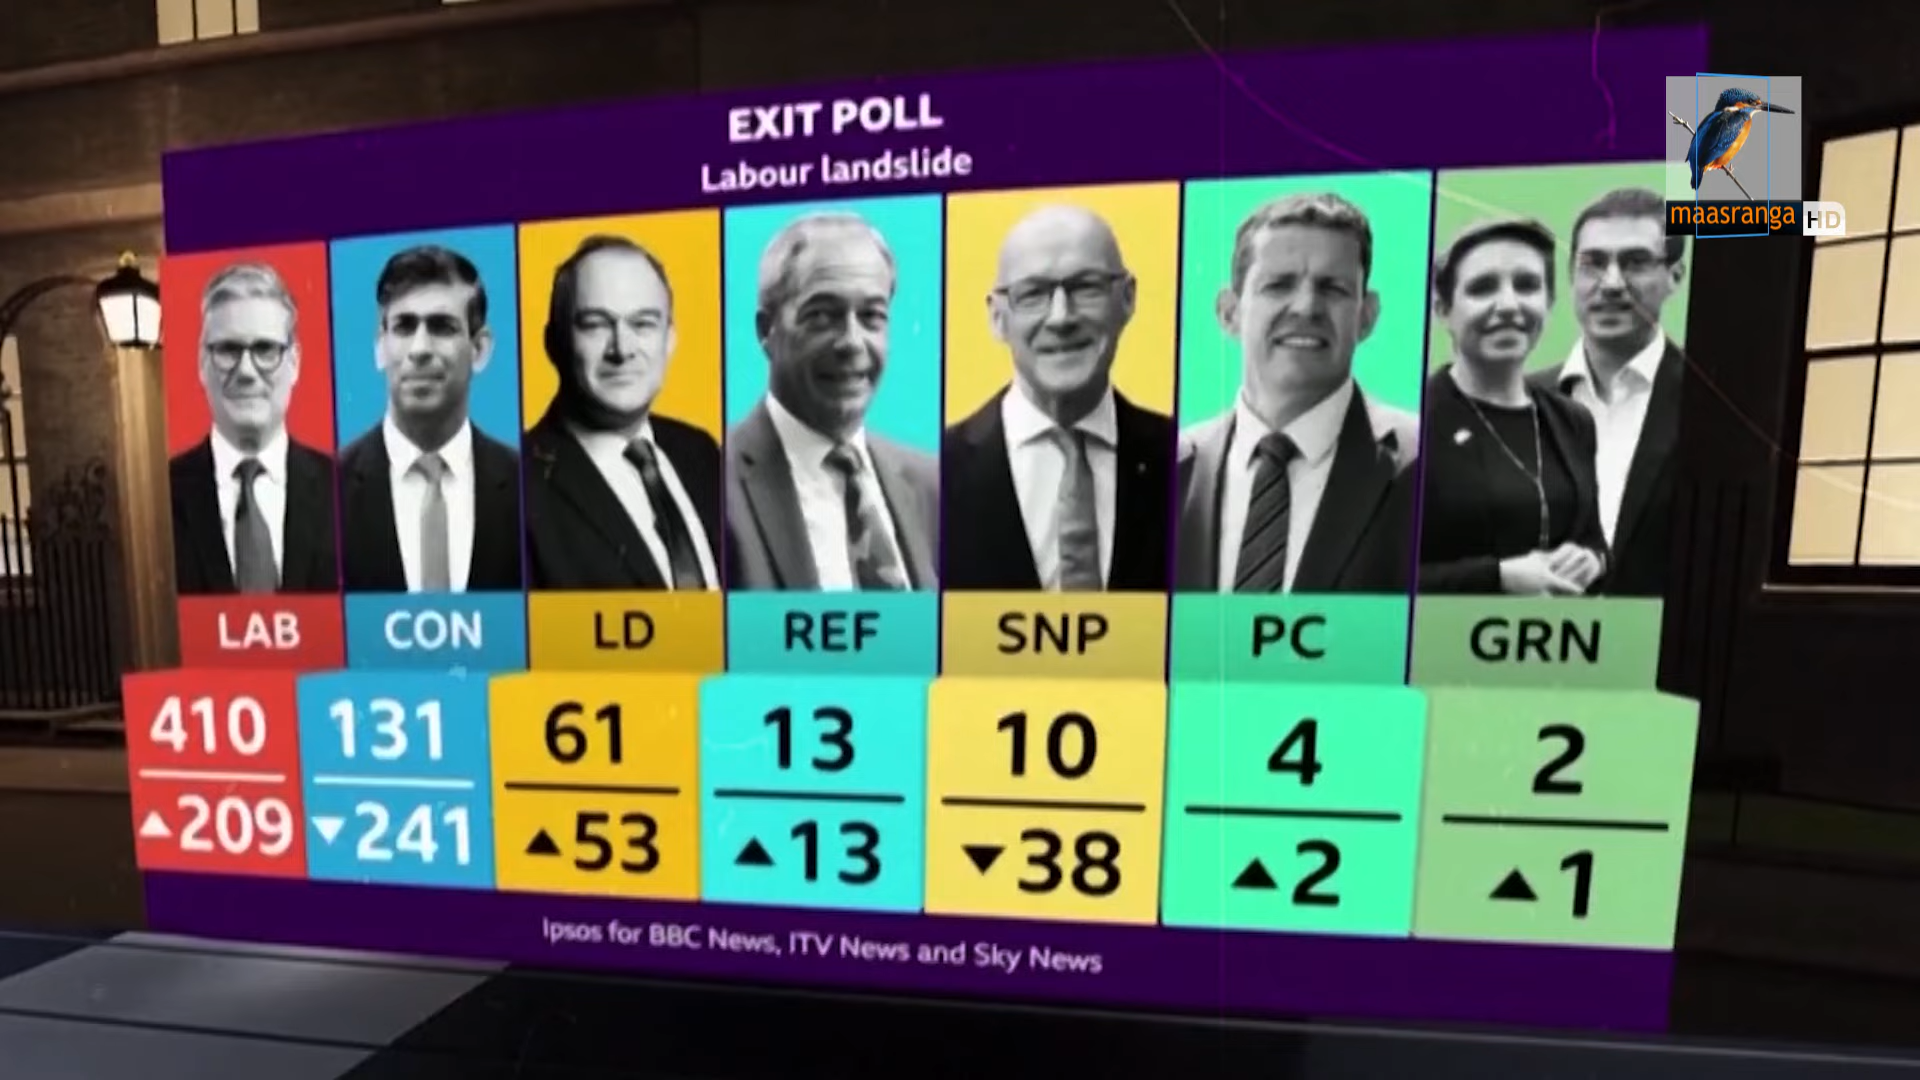 EXIT POLL
Labour landslide
maasranga HD
LAB CON LD REF SNP PC GRN
410 131 61 13 10 4 2
▲209 ▼241 ▲53 ▲13 ▼38 ▲2 ▲1
Ipsos for BBC News, ITV News and Sky News